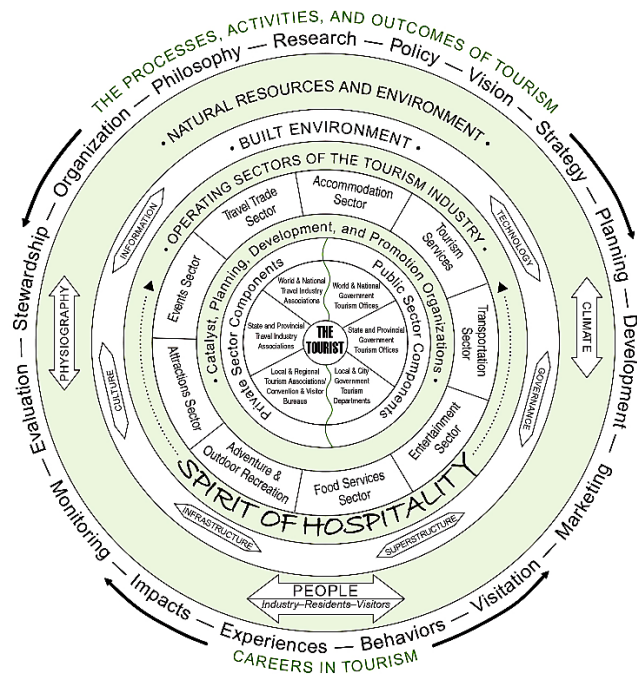 THE PROCESSES, ACTIVITIES, AND OUTCOMES OF TOURISM
Organization — Philosophy — Research — Policy — Vision — Strategy — Planning — Development — Marketing — Visitation — Behaviors — Experiences — Impacts — Monitoring — Evaluation — Stewardship —
• NATURAL RESOURCES AND ENVIRONMENT •
• BUILT ENVIRONMENT •
• OPERATING SECTORS OF THE TOURISM INDUSTRY •
INFORMATION
TECHNOLOGY
PHYSIOGRAPHY
CLIMATE
CULTURE
GOVERNANCE
INFRASTRUCTURE
SUPERSTRUCTURE
Travel Trade
Sector
Accommodation
Sector
Tourism
Services
Events Sector
Transportation
Sector
Attractions Sector
Entertainment
Sector
Adventure &
Outdoor Recreation
Food Services
Sector
• Catalyst, Planning, Development, and Promotion Organizations •
Private Sector Components
Public Sector Components
World & National
Travel Industry
Associations
World & National
Government
Tourism Offices
State and Provincial
Travel Industry
Associations
THE
TOURIST
State and Provincial
Government
Tourism Offices
Local & Regional
Tourism Associations/
Convention & Visitor
Bureaus
Local & City
Government
Tourism
Departments
SPIRIT OF HOSPITALITY
PEOPLE
Industry–Residents–Visitors
CAREERS IN TOURISM